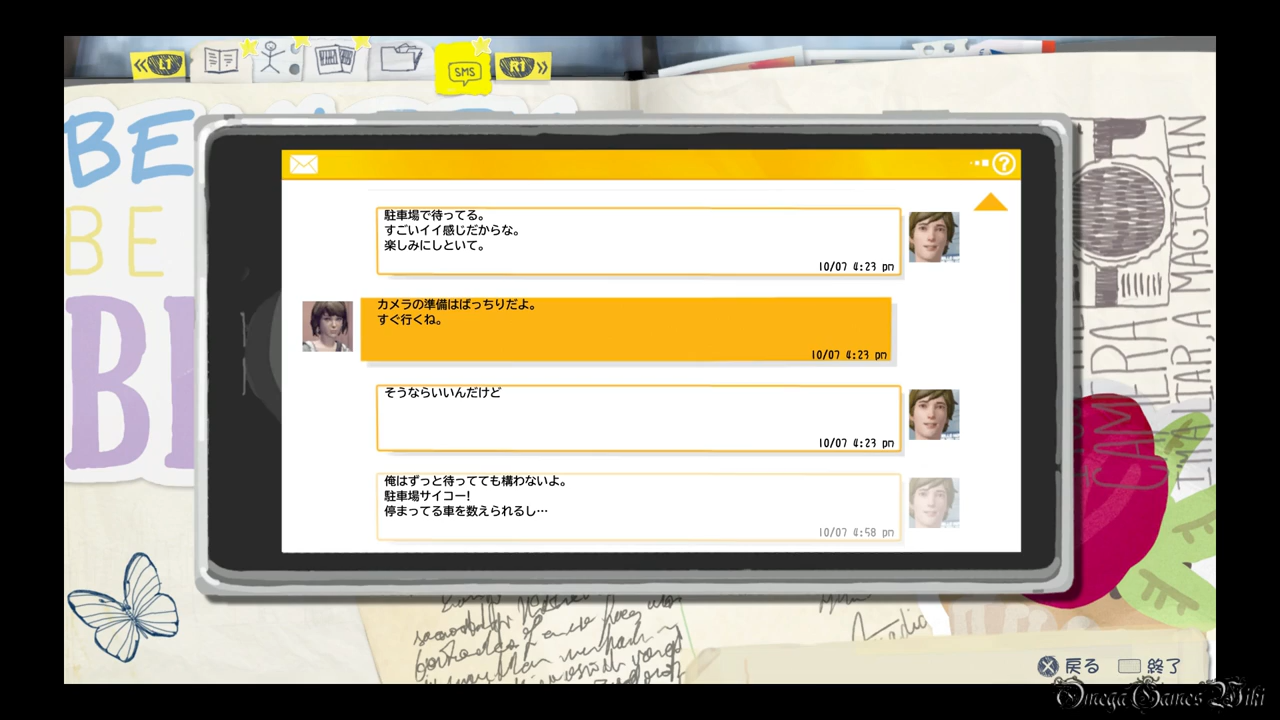 LT
SMS
R1
BE
BE
BE
?
駐車場で待ってる。
すごいイイ感じだからな。
楽しみにしといて。
10/07 4:23 pm
カメラの準備はばっちりだよ。
すぐ行くね。
10/07 4:23 pm
そうならいいんだけど
10/07 4:23 pm
俺はずっと待ってても構わないよ。
駐車場サイコー!
停まってる車を数えられるし…
10/07 4:58 pm
CAMERA
LIAR, A MAGICIAN
戻る
終了
Omega Games Wiki